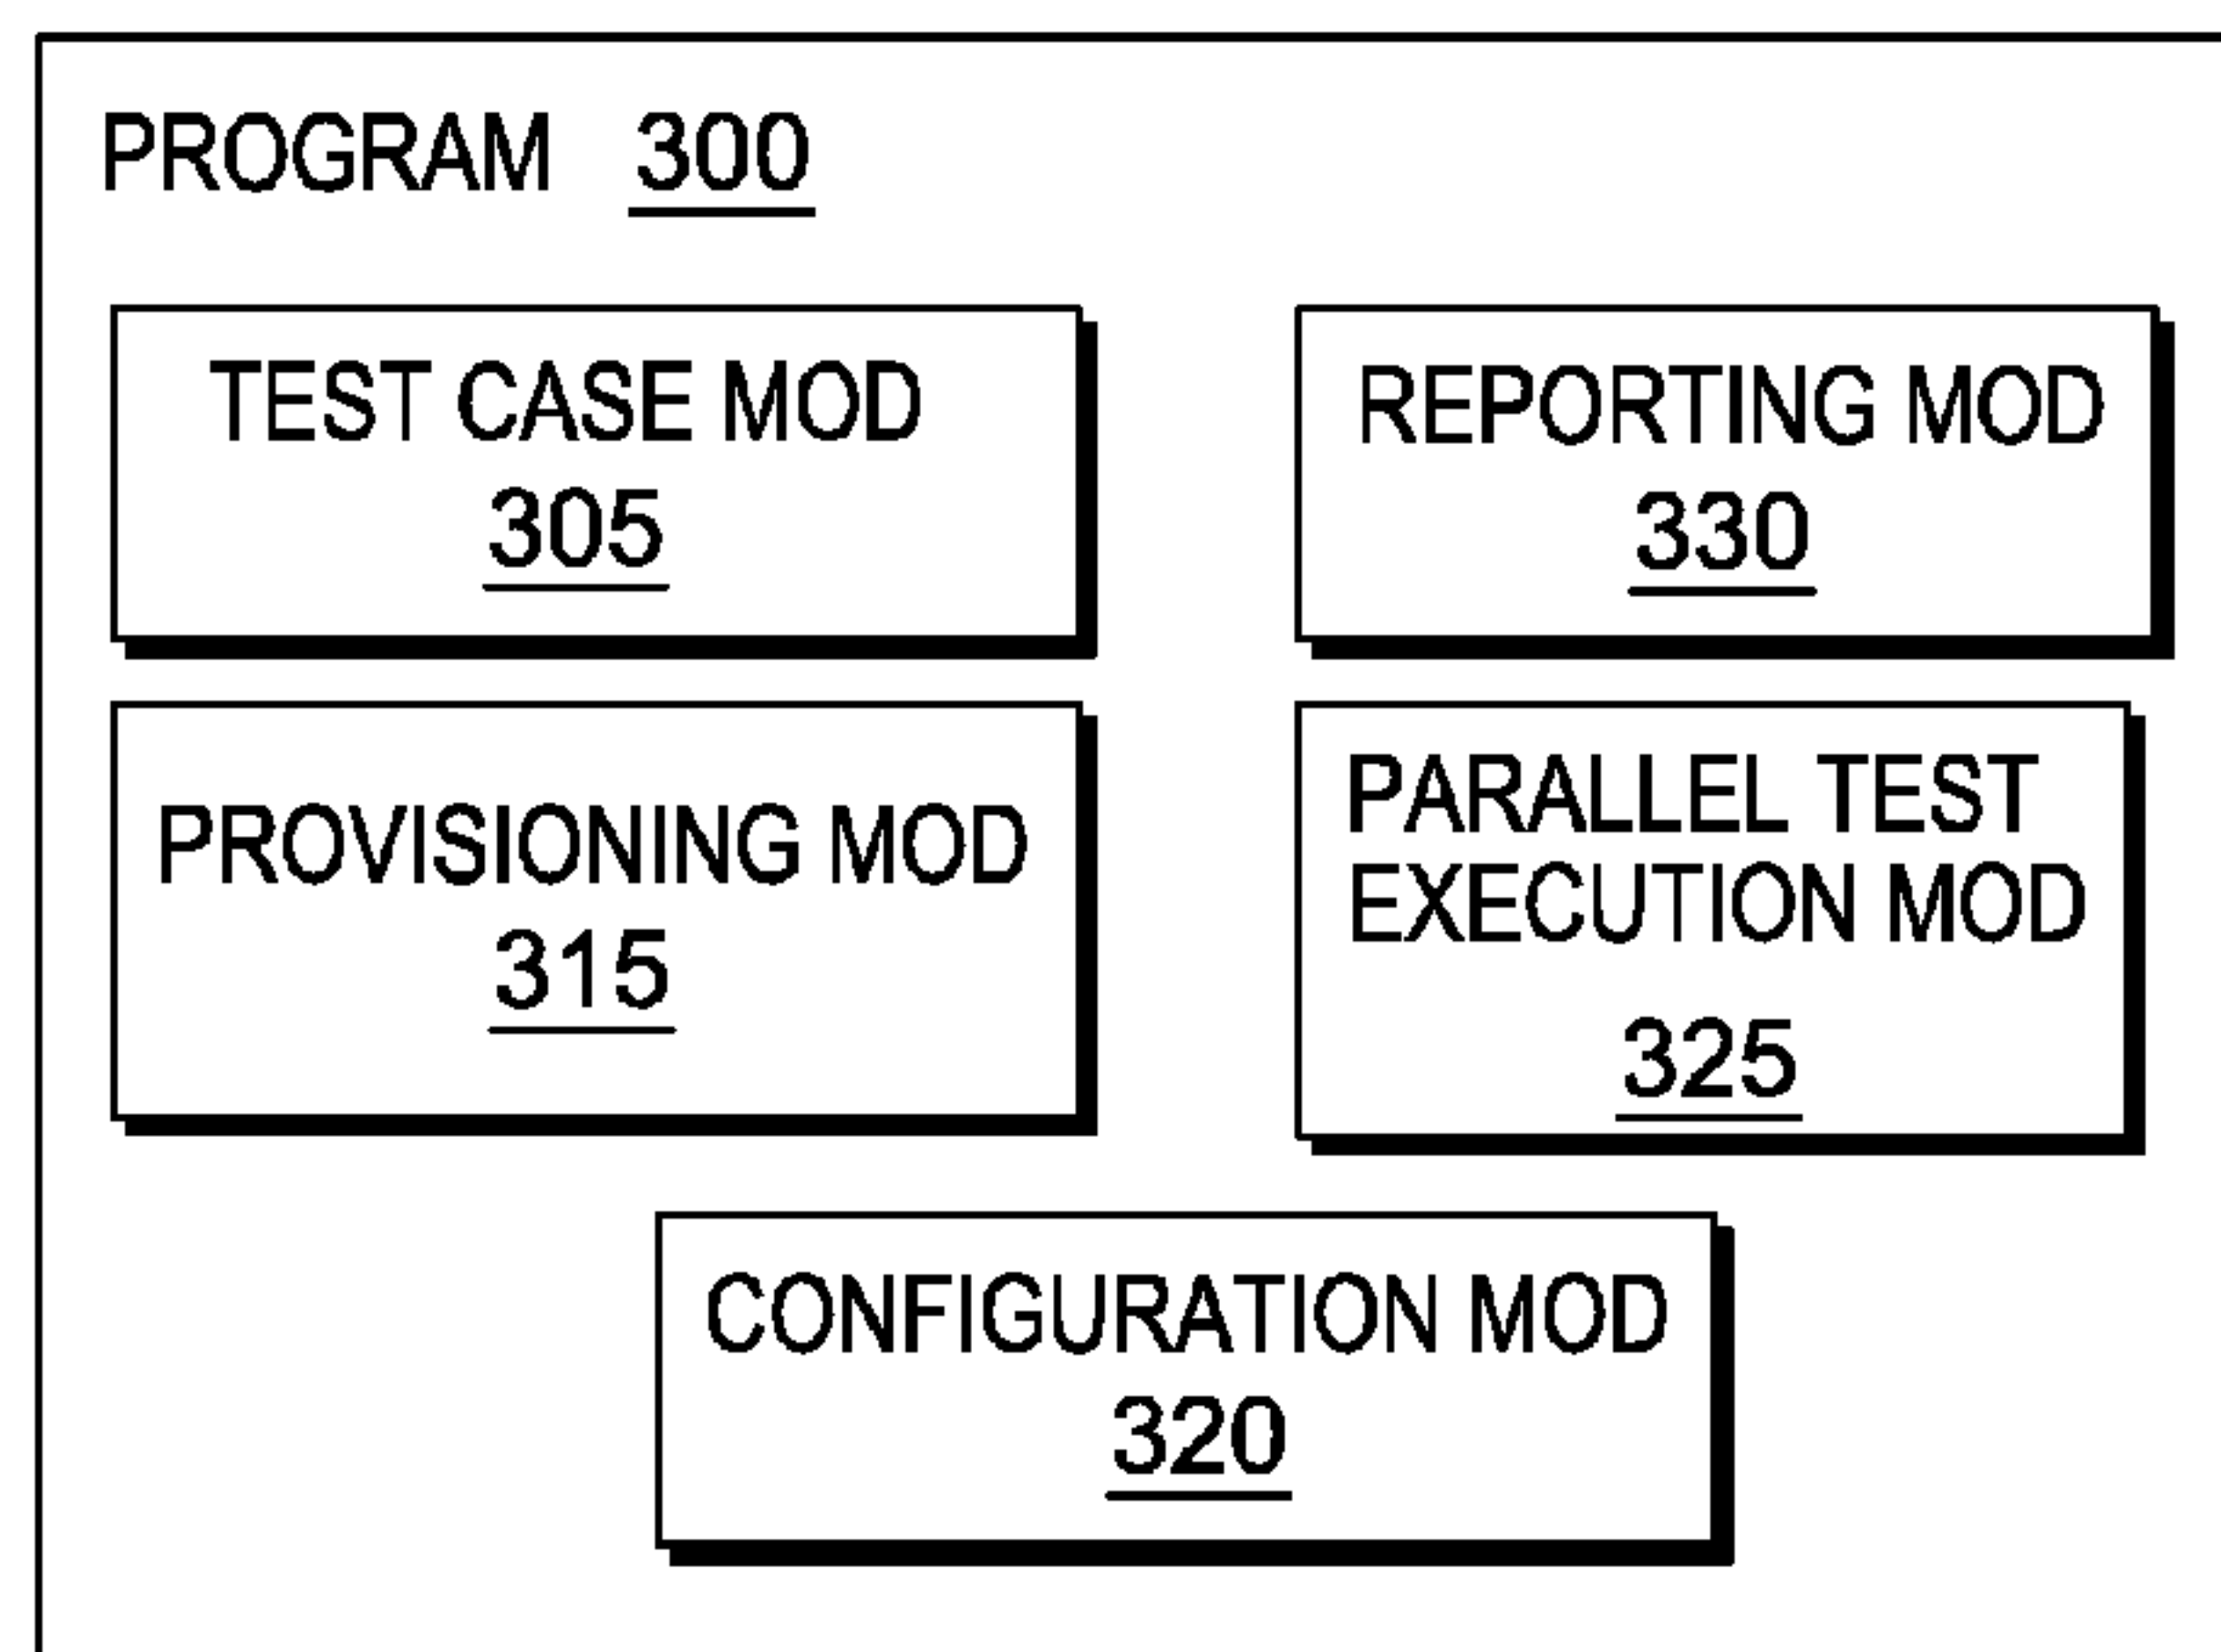 PROGRAM 300
TEST CASE MOD
305
REPORTING MOD
330
PROVISIONING MOD
315
PARALLEL TEST
EXECUTION MOD
325
CONFIGURATION MOD
320